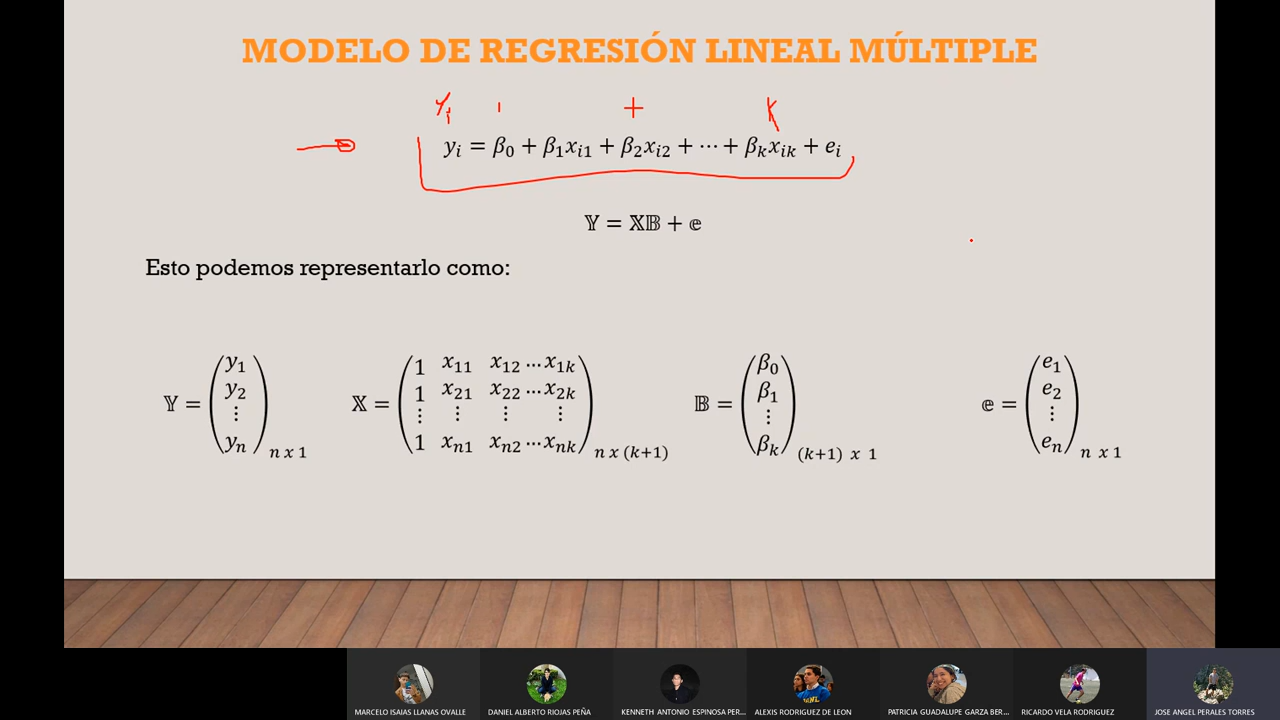 MODELO DE REGRESIÓN LINEAL MÚLTIPLE
Yi ı + k
yᵢ = β₀ + β₁xᵢ₁ + β₂xᵢ₂ + ⋯ + βₖxᵢₖ + eᵢ
𝕐 = 𝕏𝔹 + 𝕖
Esto podemos representarlo como:
𝕐 = (y₁ y₂ ⋮ yₙ) n x 1
𝕏 = (1 x₁₁ x₁₂ … x₁ₖ
1 x₂₁ x₂₂ … x₂ₖ
⋮ ⋮ ⋮ ⋮
1 xₙ₁ xₙ₂ … xₙₖ) n x (k+1)
𝔹 = (β₀ β₁ ⋮ βₖ) (k+1) x 1
𝕖 = (e₁ e₂ ⋮ eₙ) n x 1
MARCELO ISAIAS LLANAS OVALLE
DANIEL ALBERTO RIOJAS PEÑA
KENNETH ANTONIO ESPINOSA PER...
ALEXIS RODRIGUEZ DE LEON
PATRICIA GUADALUPE GARZA BER...
RICARDO VELA RODRIGUEZ
JOSE ANGEL PERALES TORRES